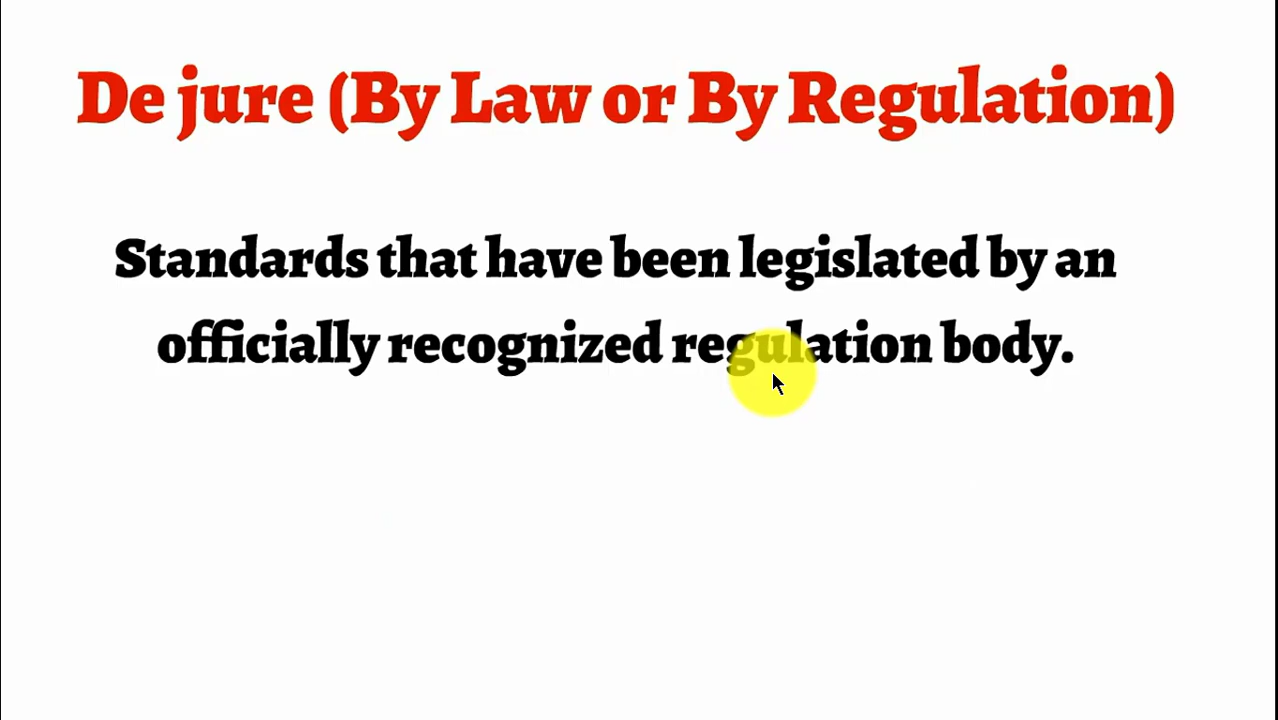 De jure (By Law or By Regulation)
Standards that have been legislated by an
officially recognized regulation body.